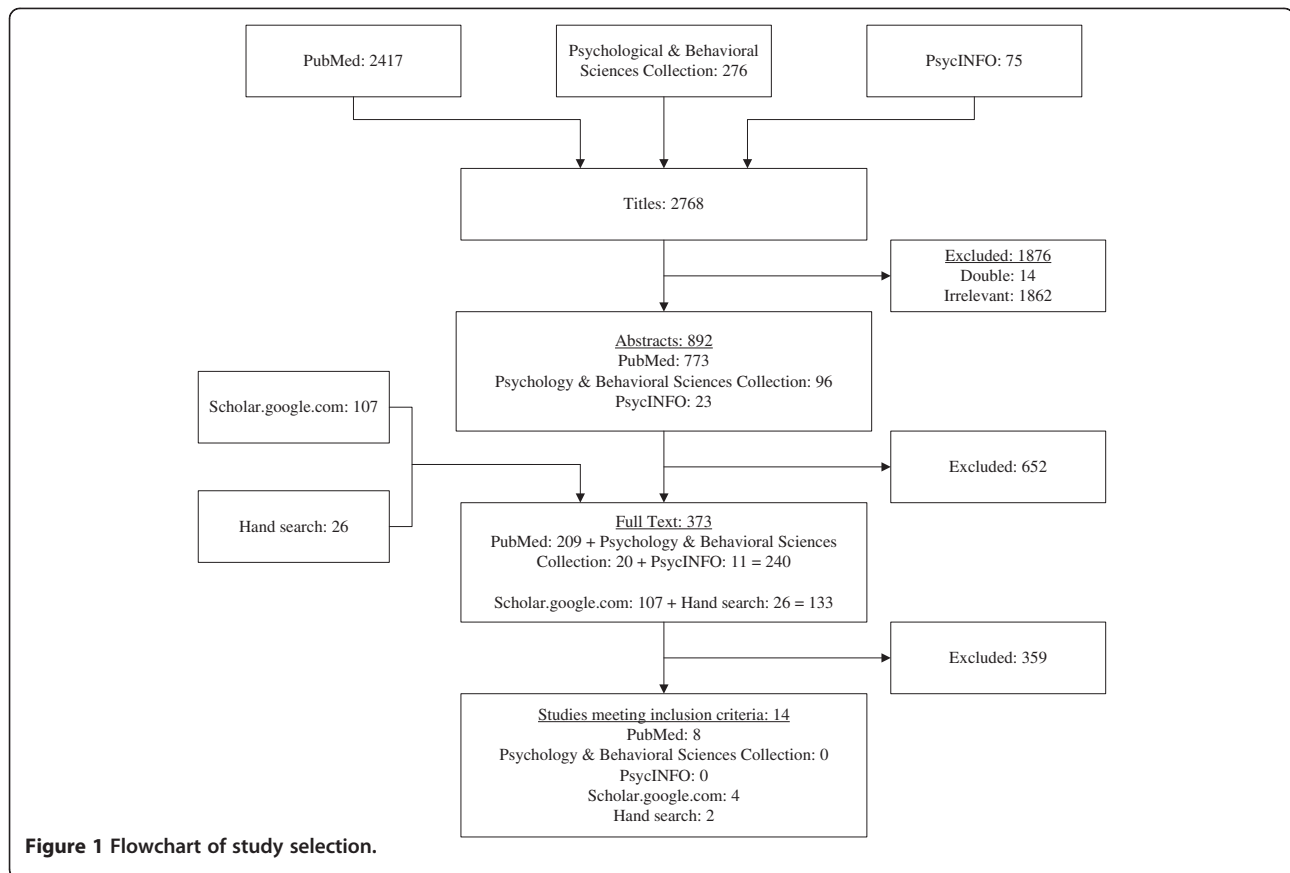 PubMed: 2417
Psychological & Behavioral
Sciences Collection: 276
PsycINFO: 75
Titles: 2768
Excluded: 1876
Double: 14
Irrelevant: 1862
Abstracts: 892
PubMed: 773
Psychology & Behavioral Sciences Collection: 96
PsycINFO: 23
Scholar.google.com: 107
Excluded: 652
Hand search: 26
Full Text: 373
PubMed: 209 + Psychology & Behavioral Sciences
Collection: 20 + PsycINFO: 11 = 240
Scholar.google.com: 107 + Hand search: 26 = 133
Excluded: 359
Studies meeting inclusion criteria: 14
PubMed: 8
Psychology & Behavioral Sciences Collection: 0
PsycINFO: 0
Scholar.google.com: 4
Hand search: 2
Figure 1 Flowchart of study selection.